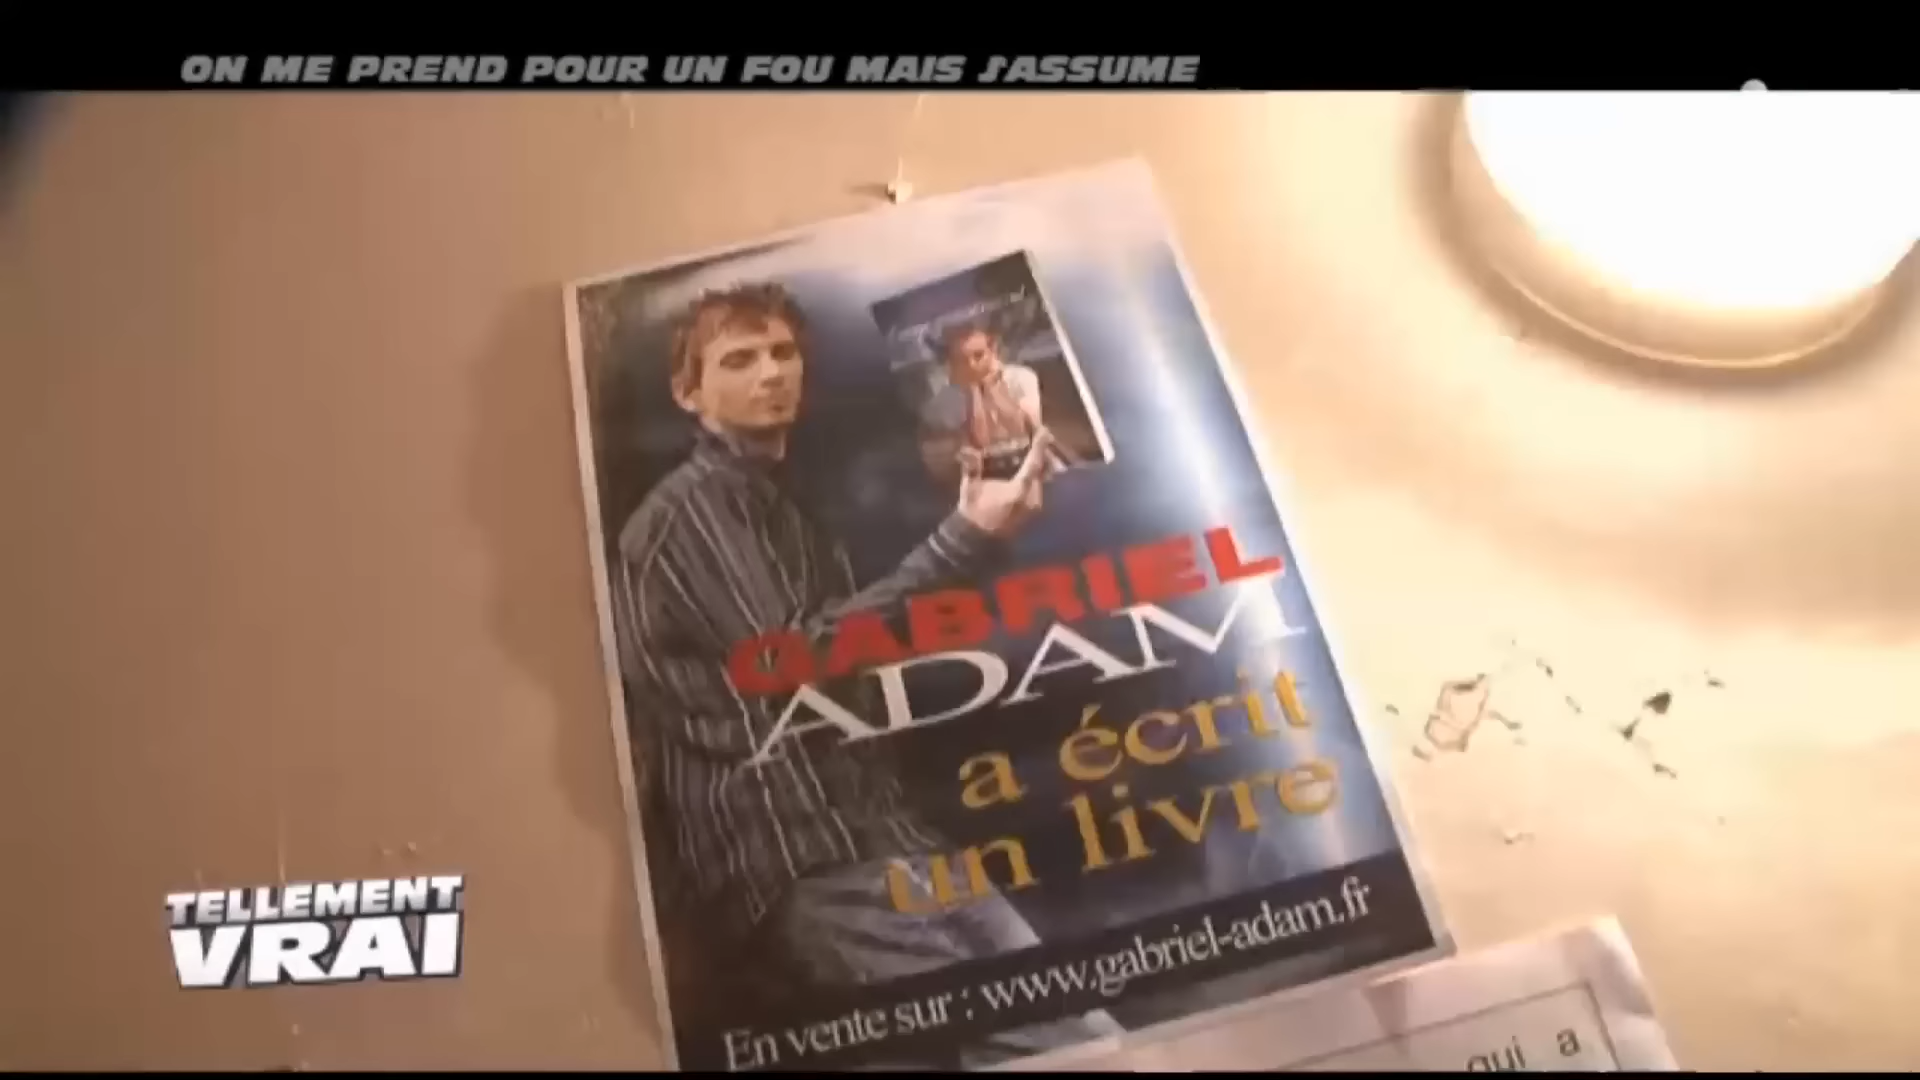 ON ME PREND POUR UN FOU MAIS J'ASSUME
GABRIEL
ADAM
a écrit
un livre
En vente sur : www.gabriel-adam.fr
qui a
TELLEMENT
VRAI